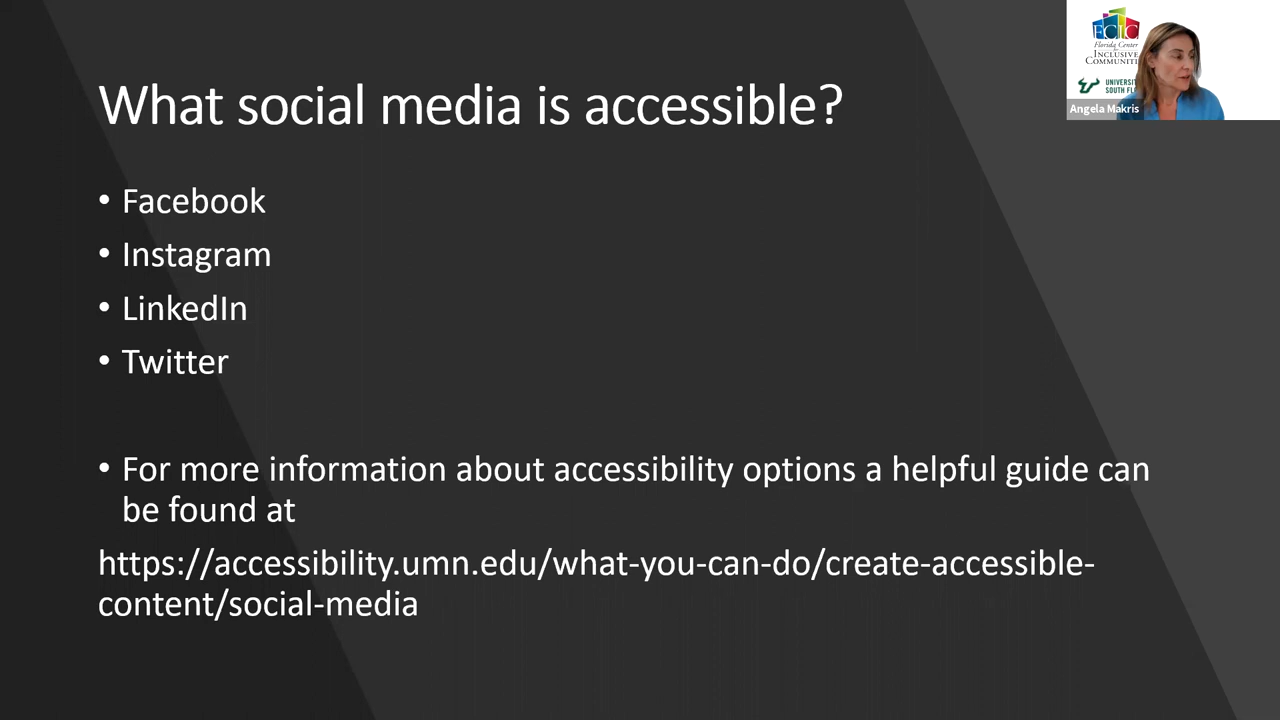 What social media is accessible?
• Facebook
• Instagram
• LinkedIn
• Twitter
• For more information about accessibility options a helpful guide can
be found at
https://accessibility.umn.edu/what-you-can-do/create-accessible-
content/social-media
FCIC
Florida Center
for
INCLUSIVE
COMMUNITI
UNIVERSIT
SOUTH FL
Angela Makris